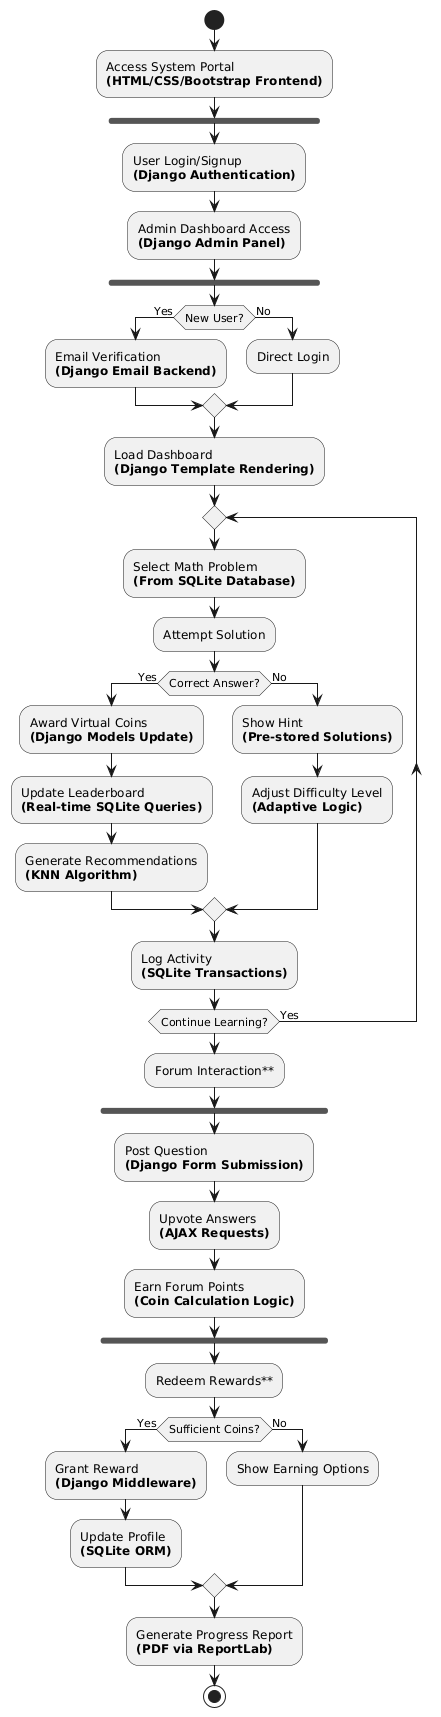 Access System Portal
(HTML/CSS/Bootstrap Frontend)
User Login/Signup
(Django Authentication)
Admin Dashboard Access
(Django Admin Panel)
Yes
New User?
No
Email Verification
(Django Email Backend)
Direct Login
Load Dashboard
(Django Template Rendering)
Select Math Problem
(From SQLite Database)
Attempt Solution
Yes
Correct Answer?
No
Award Virtual Coins
(Django Models Update)
Show Hint
(Pre-stored Solutions)
Update Leaderboard
(Real-time SQLite Queries)
Adjust Difficulty Level
(Adaptive Logic)
Generate Recommendations
(KNN Algorithm)
Log Activity
(SQLite Transactions)
Continue Learning?
Yes
Forum Interaction**
Post Question
(Django Form Submission)
Upvote Answers
(AJAX Requests)
Earn Forum Points
(Coin Calculation Logic)
Redeem Rewards**
Yes
Sufficient Coins?
No
Grant Reward
(Django Middleware)
Show Earning Options
Update Profile
(SQLite ORM)
Generate Progress Report
(PDF via ReportLab)